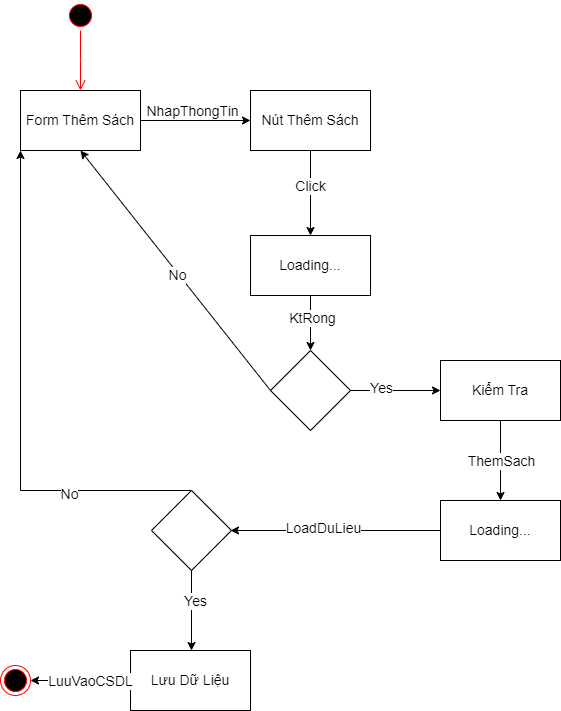 Form Thêm Sách
NhapThongTin
Nút Thêm Sách
Click
Loading...
KtRong
No
Yes
Kiểm Tra
ThemSach
Loading...
LoadDuLieu
No
Yes
Lưu Dữ Liệu
LuuVaoCSDL